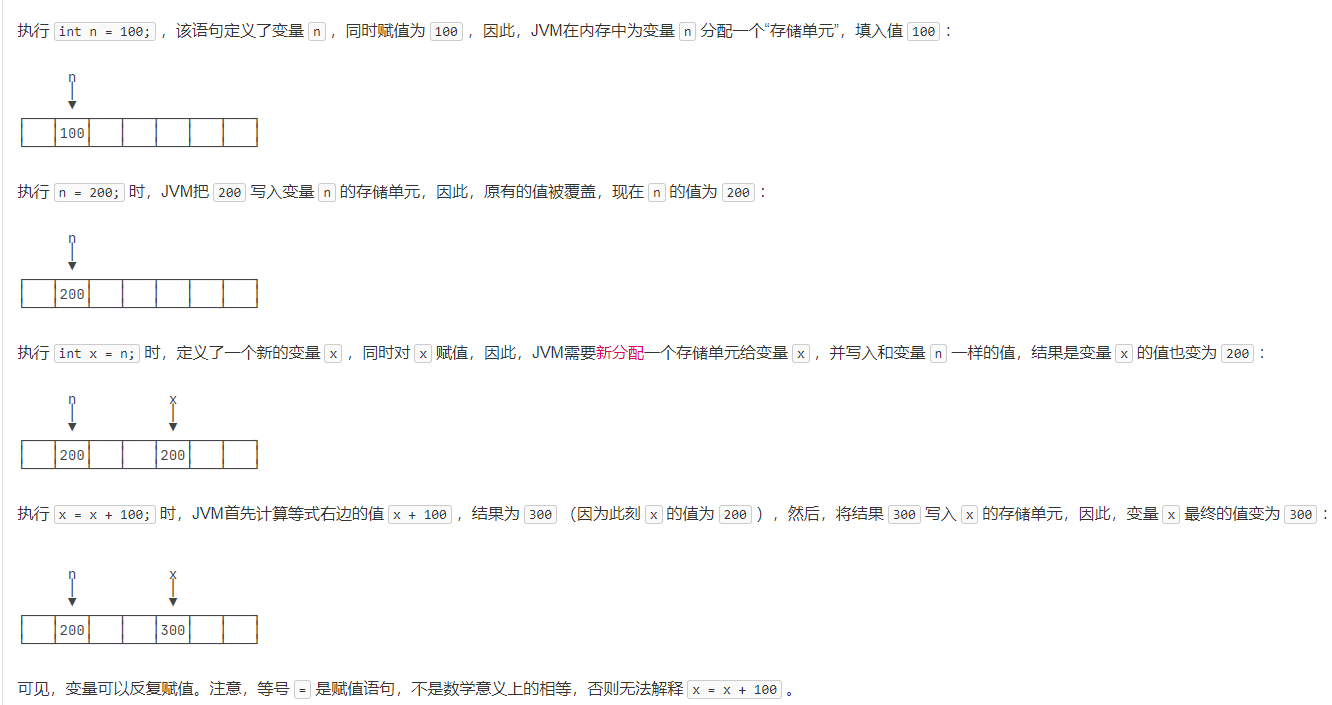 执行 int n = 100; ，该语句定义了变量 n ，同时赋值为 100 ，因此，JVM在内存中为变量 n 分配一个“存储单元”，填入值 100 ：
n
100
执行 n = 200; 时，JVM把 200 写入变量 n 的存储单元，因此，原有的值被覆盖，现在 n 的值为 200 ：
n
200
执行 int x = n; 时，定义了一个新的变量 x ，同时对 x 赋值，因此，JVM需要新分配一个存储单元给变量 x ，并写入和变量 n 一样的值，结果是变量 x 的值也变为 200 ：
n x
200 200
执行 x = x + 100; 时，JVM首先计算等式右边的值 x + 100 ，结果为 300 （因为此刻 x 的值为 200 ），然后，将结果 300 写入 x 的存储单元，因此，变量 x 最终的值变为 300 ：
n x
200 300
可见，变量可以反复赋值。注意，等号 = 是赋值语句，不是数学意义上的相等，否则无法解释 x = x + 100 。